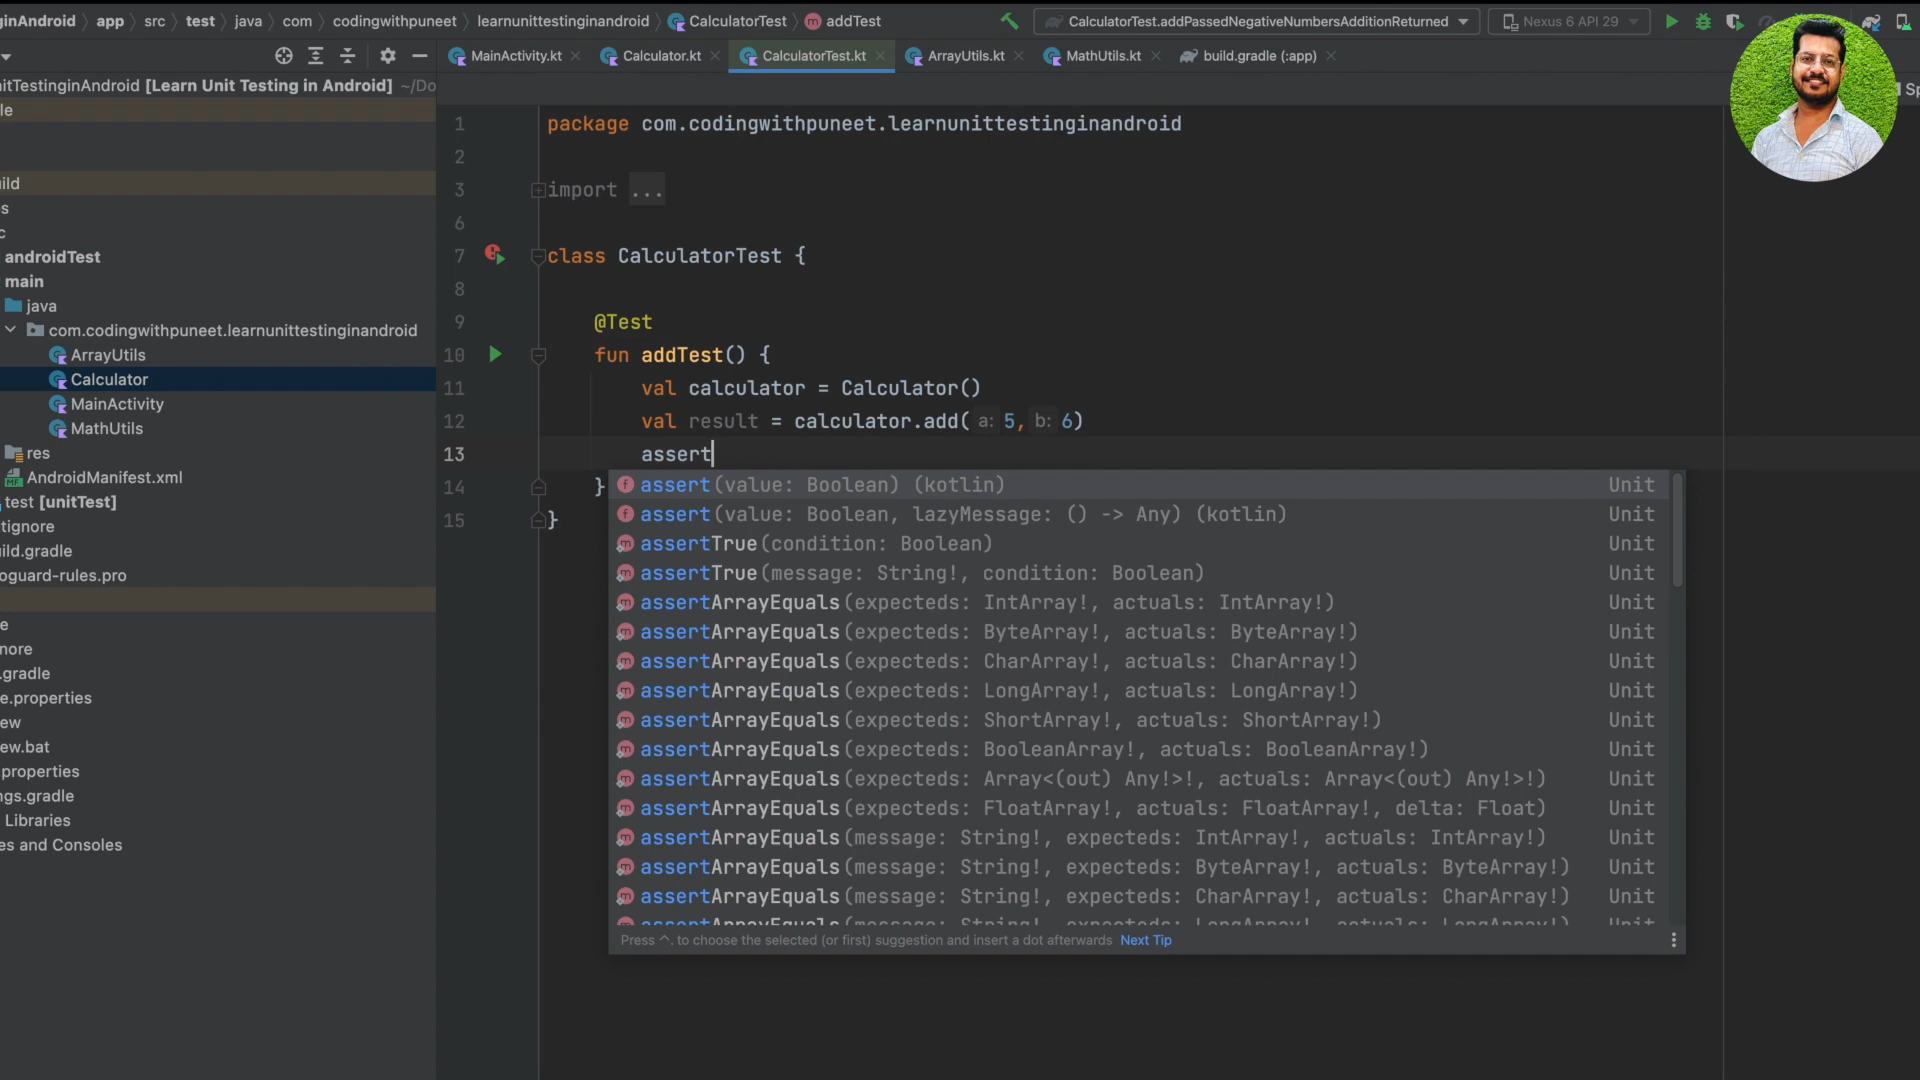 ginAndroid app src test java com codingwithpuneet learnunittestinginandroid CalculatorTest addTest CalculatorTest.addPassedNegativeNumbersAdditionReturned Nexus 6 API 29
MainActivity.kt Calculator.kt CalculatorTest.kt ArrayUtils.kt MathUtils.kt build.gradle (:app)
itTestinginAndroid [Learn Unit Testing in Android] ~/Do
le
ild
s
c
androidTest
main
java
com.codingwithpuneet.learnunittestinginandroid
ArrayUtils
Calculator
MainActivity
MathUtils
res
AndroidManifest.xml
test [unitTest]
tignore
ild.gradle
oguard-rules.pro
e
nore
.gradle
e.properties
ew
ew.bat
properties
ngs.gradle
Libraries
es and Consoles
1 package com.codingwithpuneet.learnunittestinginandroid
2
3 import ...
6
7 class CalculatorTest {
8
9 @Test
10 fun addTest() {
11 val calculator = Calculator()
12 val result = calculator.add( a: 5, b: 6)
13 assert
14 }
15 }
assert(value: Boolean) (kotlin) Unit
assert(value: Boolean, lazyMessage: () -> Any) (kotlin) Unit
assertTrue(condition: Boolean) Unit
assertTrue(message: String!, condition: Boolean) Unit
assertArrayEquals(expecteds: IntArray!, actuals: IntArray!) Unit
assertArrayEquals(expecteds: ByteArray!, actuals: ByteArray!) Unit
assertArrayEquals(expecteds: CharArray!, actuals: CharArray!) Unit
assertArrayEquals(expecteds: LongArray!, actuals: LongArray!) Unit
assertArrayEquals(expecteds: ShortArray!, actuals: ShortArray!) Unit
assertArrayEquals(expecteds: BooleanArray!, actuals: BooleanArray!) Unit
assertArrayEquals(expecteds: Array<(out) Any!>!, actuals: Array<(out) Any!>!) Unit
assertArrayEquals(expecteds: FloatArray!, actuals: FloatArray!, delta: Float) Unit
assertArrayEquals(message: String!, expecteds: IntArray!, actuals: IntArray!) Unit
assertArrayEquals(message: String!, expecteds: ByteArray!, actuals: ByteArray!) Unit
assertArrayEquals(message: String!, expecteds: CharArray!, actuals: CharArray!) Unit
assertArrayEquals(message: String!, expecteds: LongArray!, actuals: LongArray!) Unit
Press ^. to choose the selected (or first) suggestion and insert a dot afterwards Next Tip